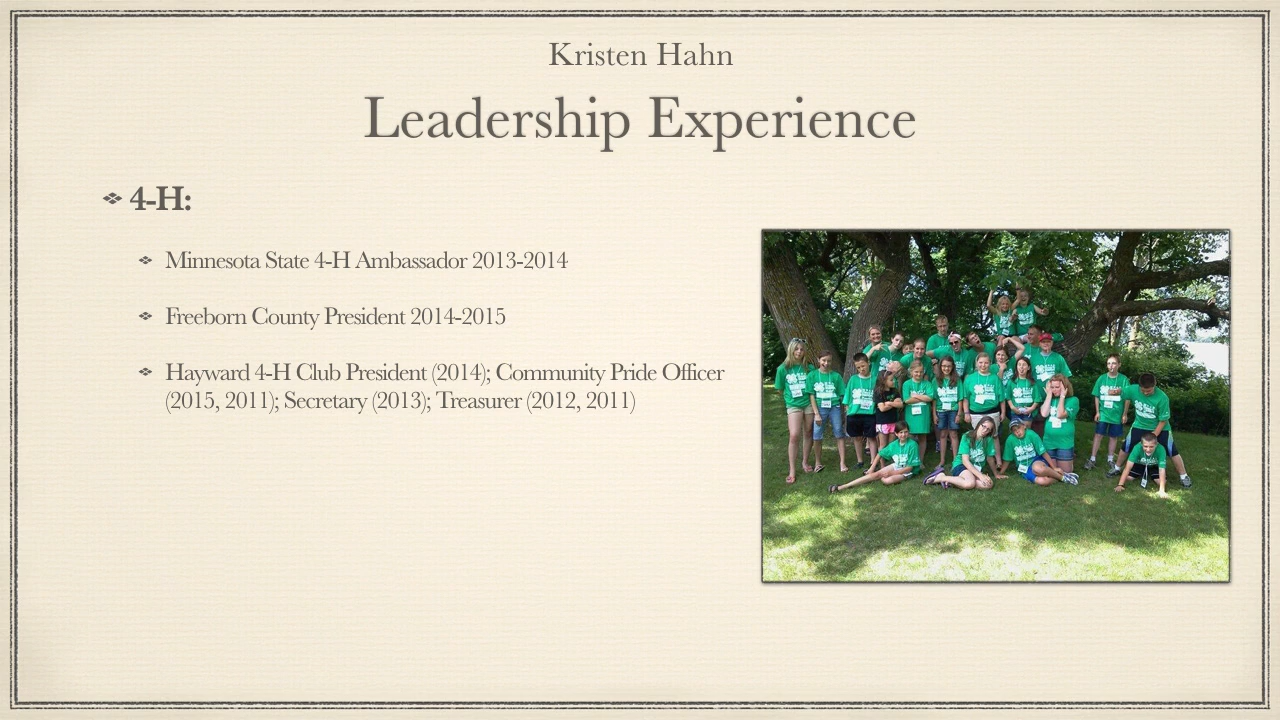 Kristen Hahn
Leadership Experience
4-H:
Minnesota State 4-H Ambassador 2013-2014
Freeborn County President 2014-2015
Hayward 4-H Club President (2014); Community Pride Officer
(2015, 2011); Secretary (2013); Treasurer (2012, 2011)